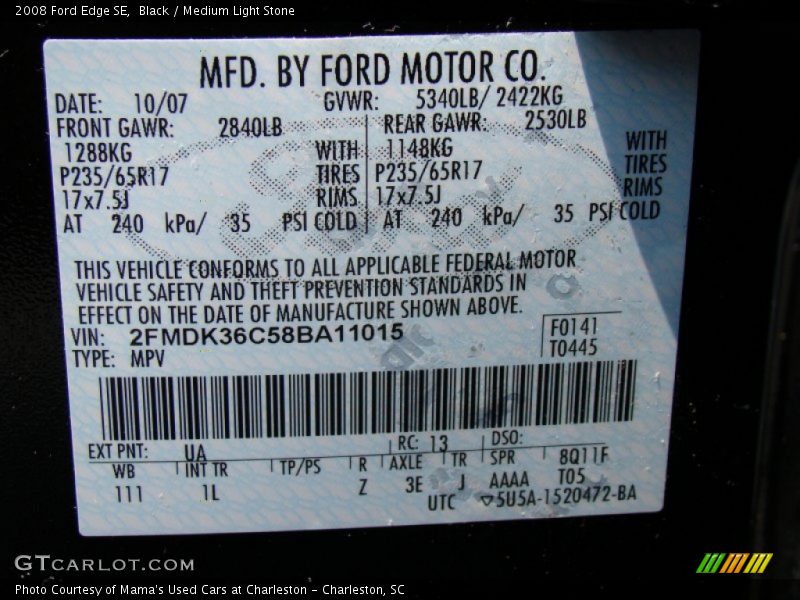 2008 Ford Edge SE, Black / Medium Light Stone
MFD. BY FORD MOTOR CO.
DATE: 10/07 GVWR: 5340LB/ 2422KG
FRONT GAWR: 2840LB REAR GAWR: 2530LB
1288KG WITH 1148KG WITH
P235/65R17 TIRES P235/65R17 TIRES
17x7.5J RIMS 17x7.5J RIMS
AT 240 kPa/ 35 PSI COLD AT 240 kPa/ 35 PSI COLD
THIS VEHICLE CONFORMS TO ALL APPLICABLE FEDERAL MOTOR
VEHICLE SAFETY AND THEFT PREVENTION STANDARDS IN
EFFECT ON THE DATE OF MANUFACTURE SHOWN ABOVE.
VIN: 2FMDK36C58BA11015 F0141
TYPE: MPV T0445
EXT PNT: UA RC: 13 DSO:
WB INT TR TP/PS R AXLE TR SPR 8Q11F
111 1L Z 3E J AAAA T05
UTC ▽5U5A-1520472-BA
GTCARLOT.COM
Photo Courtesy of Mama's Used Cars at Charleston - Charleston, SC